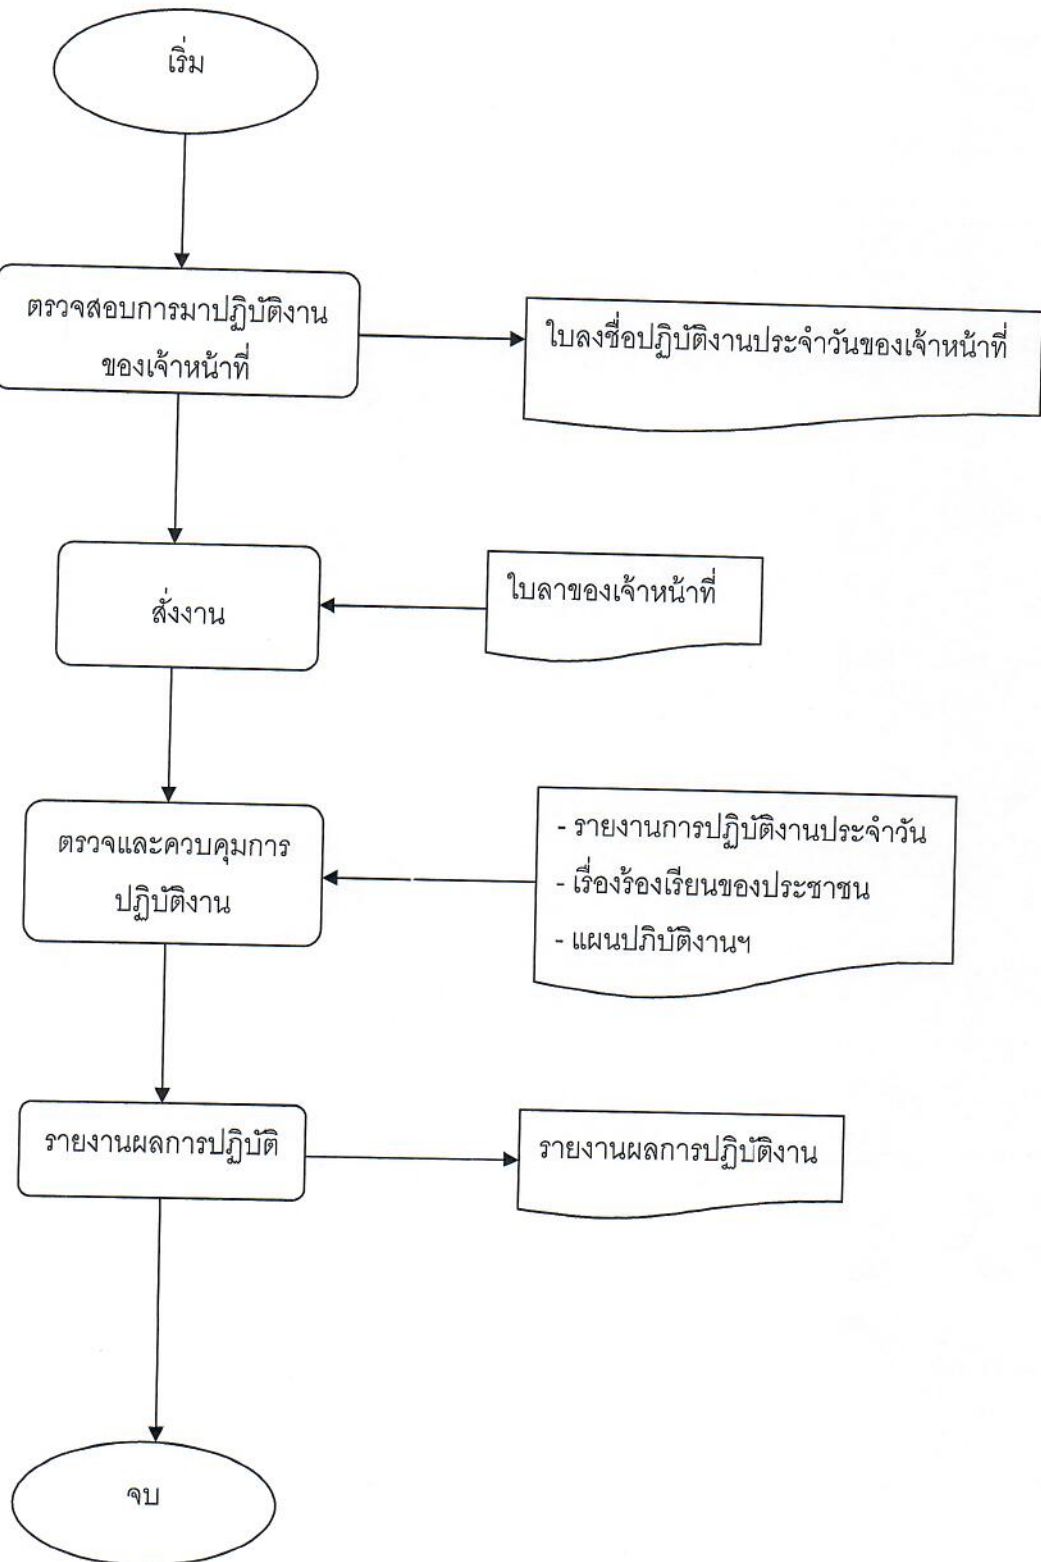 เริ่ม
ตรวจสอบการมาปฏิบัติงาน
ของเจ้าหน้าที่
ใบลงชื่อปฏิบัติงานประจำวันของเจ้าหน้าที่
สั่งงาน
ใบลาของเจ้าหน้าที่
ตรวจและควบคุมการ
ปฏิบัติงาน
- รายงานการปฏิบัติงานประจำวัน
- เรื่องร้องเรียนของประชาชน
- แผนปภิบัติงานฯ
รายงานผลการปฏิบัติ
รายงานผลการปฏิบัติงาน
จบ